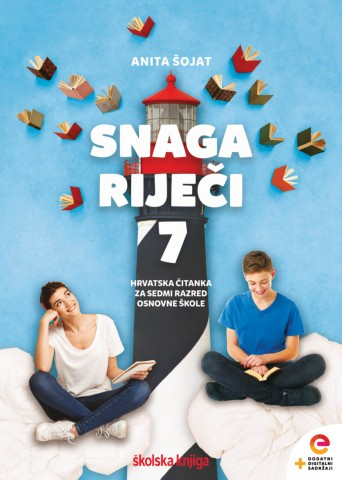 ANITA ŠOJAT
SNAGA
RIJEČI
7
HRVATSKA ČITANKA
ZA SEDMI RAZRED
OSNOVNE ŠKOLE
školska knjiga
e
+ DODATNI
DIGITALNI
SADRŽAJI